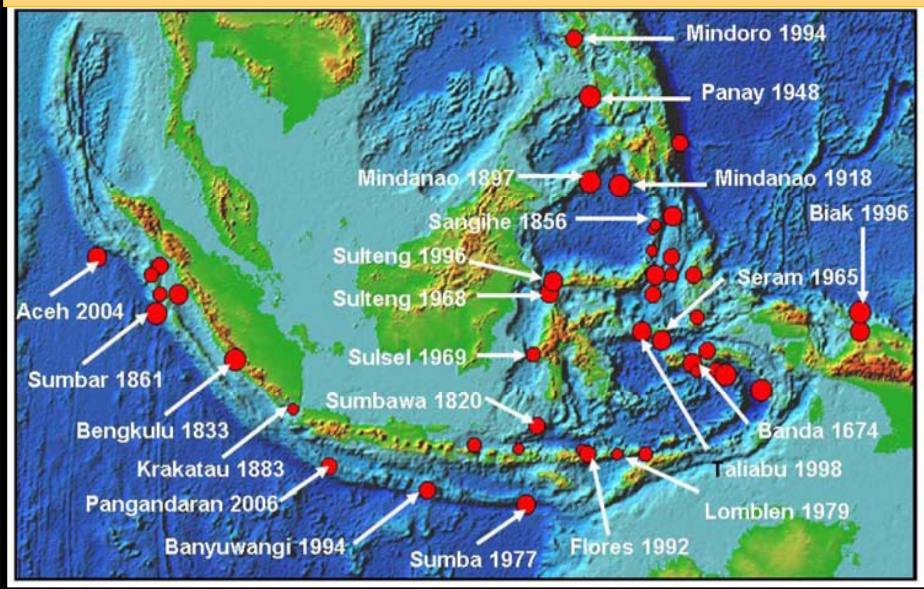 Mindoro 1994
Panay 1948
Mindanao 1897
Mindanao 1918
Sangihe 1856
Biak 1996
Sulteng 1996
Seram 1965
Sulteng 1968
Aceh 2004
Sulsel 1969
Sumbar 1861
Sumbawa 1820
Bengkulu 1833
Banda 1674
Krakatau 1883
Taliabu 1998
Pangandaran 2006
Lomblen 1979
Banyuwangi 1994
Flores 1992
Sumba 1977